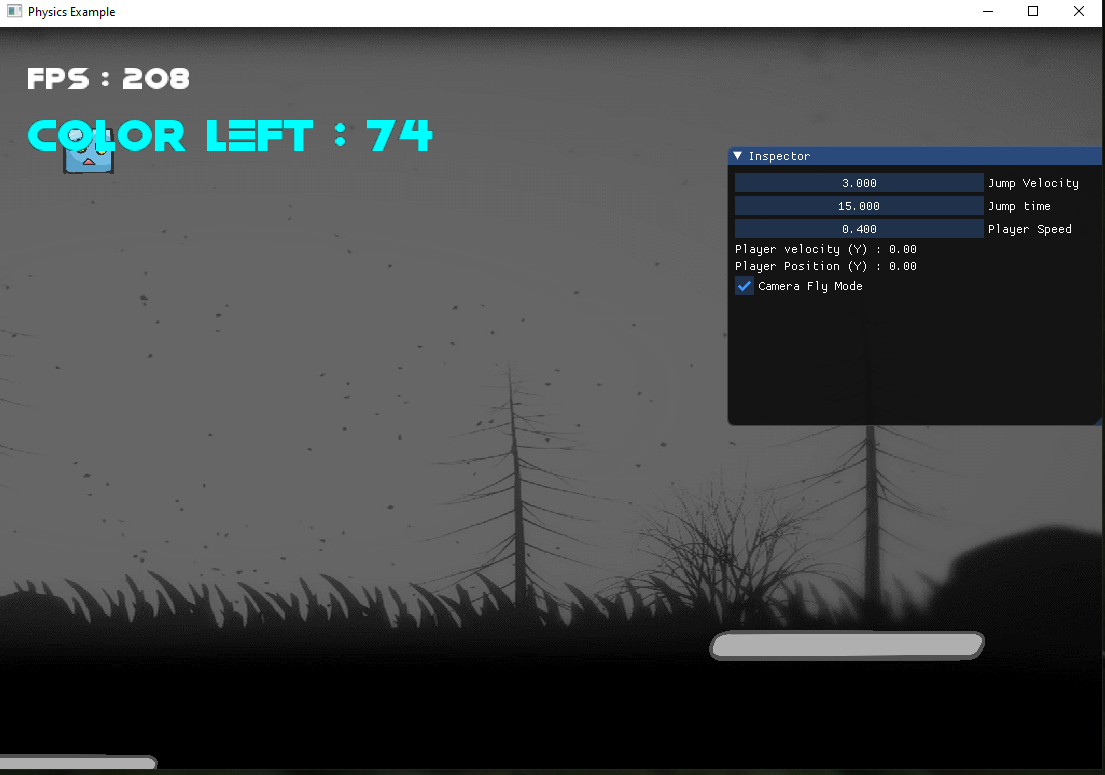 Physics Example
FPS : 208
COLOR LEFT : 74
Inspector
3.000 Jump Velocity
15.000 Jump time
0.400 Player Speed
Player velocity (Y) : 0.00
Player Position (Y) : 0.00
Camera Fly Mode